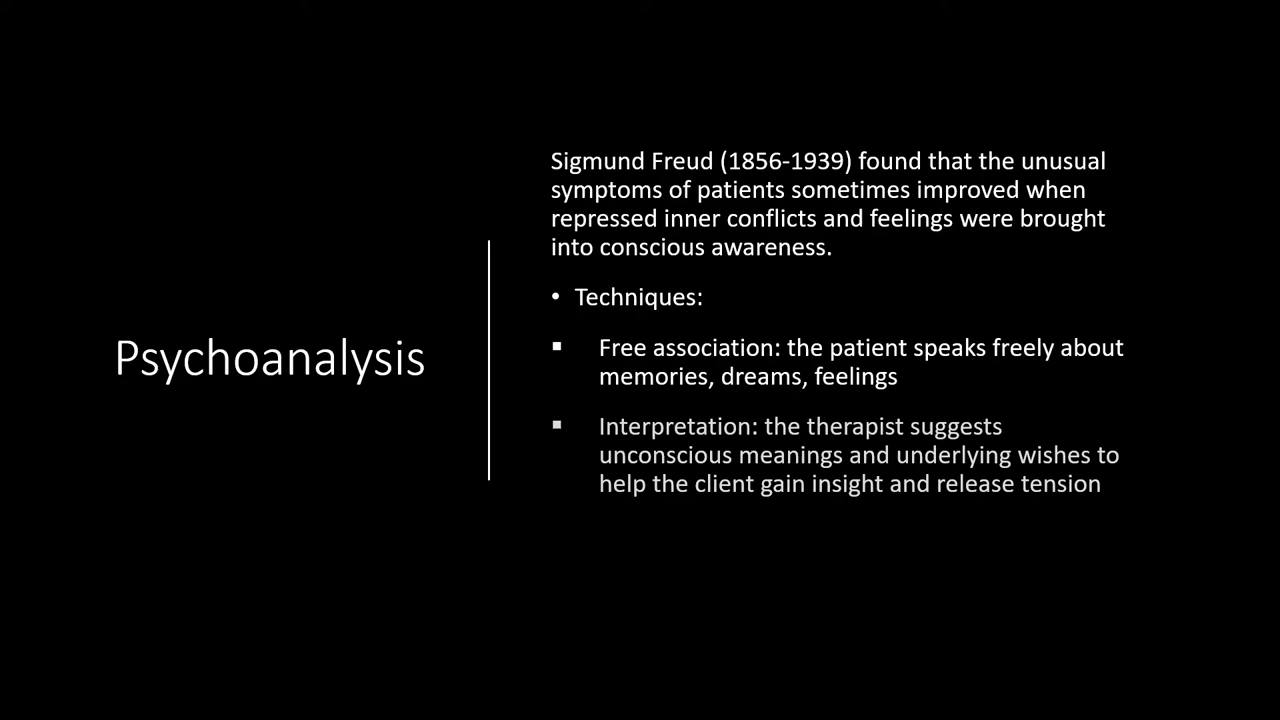 Psychoanalysis
Sigmund Freud (1856-1939) found that the unusual
symptoms of patients sometimes improved when
repressed inner conflicts and feelings were brought
into conscious awareness.
• Techniques:
▪ Free association: the patient speaks freely about
memories, dreams, feelings
▪ Interpretation: the therapist suggests
unconscious meanings and underlying wishes to
help the client gain insight and release tension